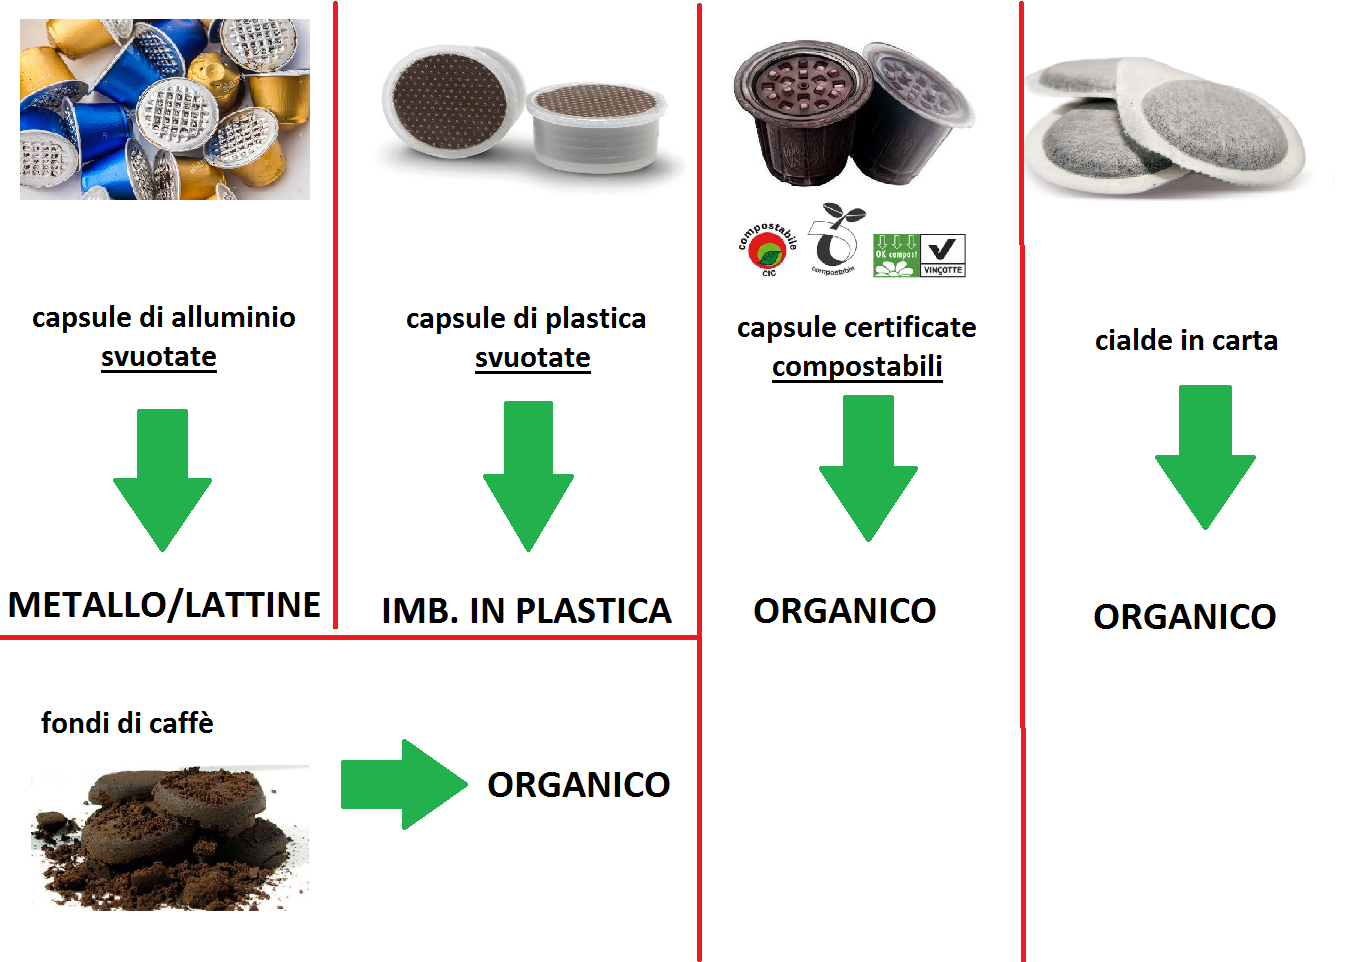 capsule di alluminio
svuotate
METALLO/LATTINE
capsule di plastica
svuotate
IMB. IN PLASTICA
compostabile
CIC
compostable
OK compost
VINÇOTTE
capsule certificate
compostabili
ORGANICO
cialde in carta
ORGANICO
fondi di caffè
ORGANICO